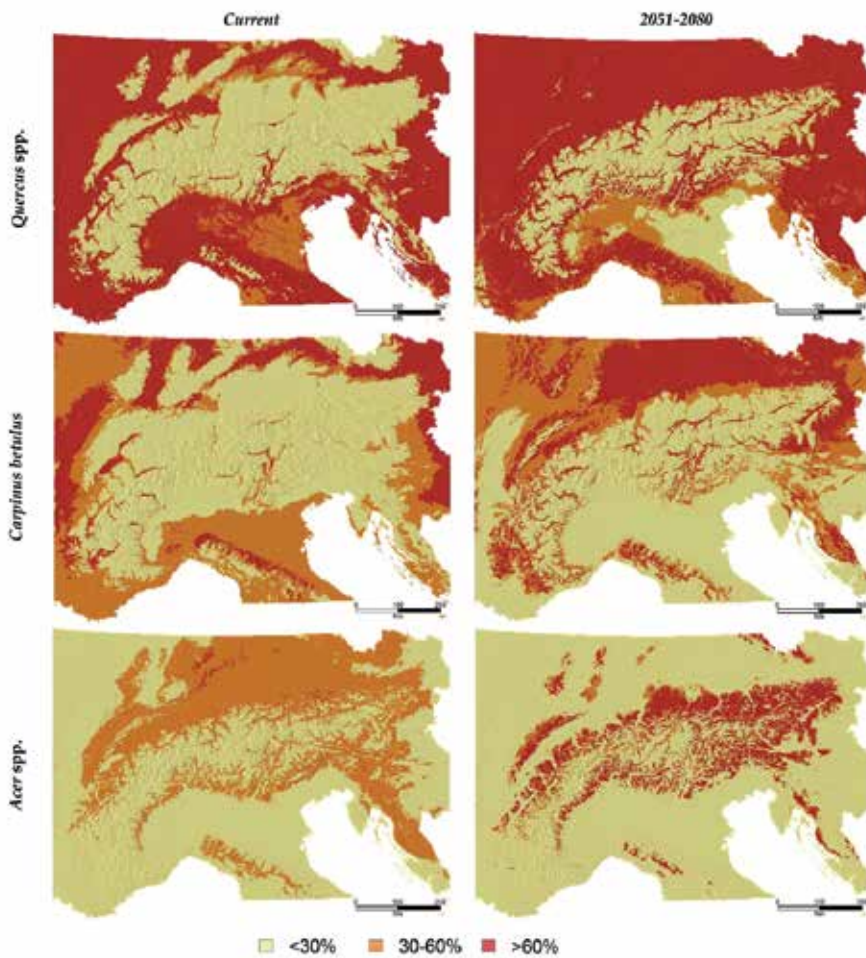 Current 2051-2080
Quercus spp.
Carpinus betulus
Acer spp.
<30% 30-60% >60%